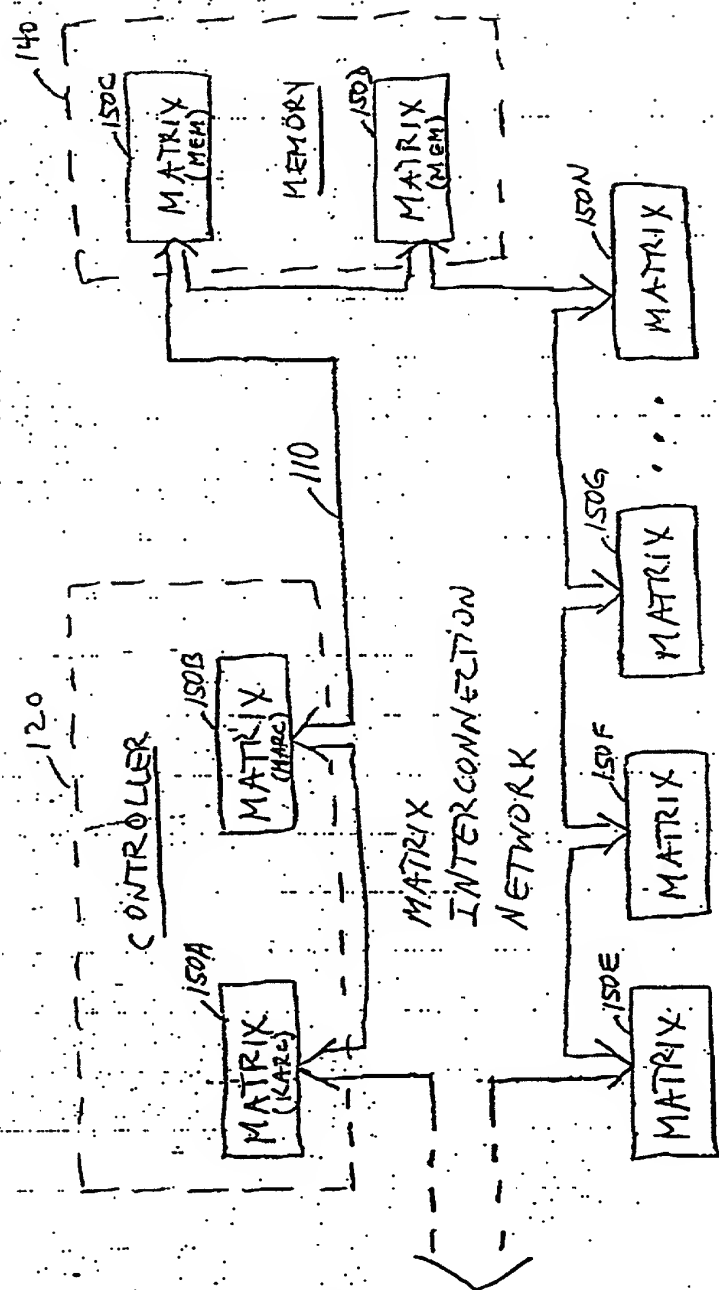 120
CONTROLLER
150A
MATRIX
(KARC)
150B
MATRIX
(MARC)
140
150C
MATRIX
(MEM)
MEMORY
150D
MATRIX
(MEM)
110
MATRIX
INTERCONNECTION
NETWORK
150E
MATRIX
150F
MATRIX
150G
MATRIX
. . .
150N
MATRIX